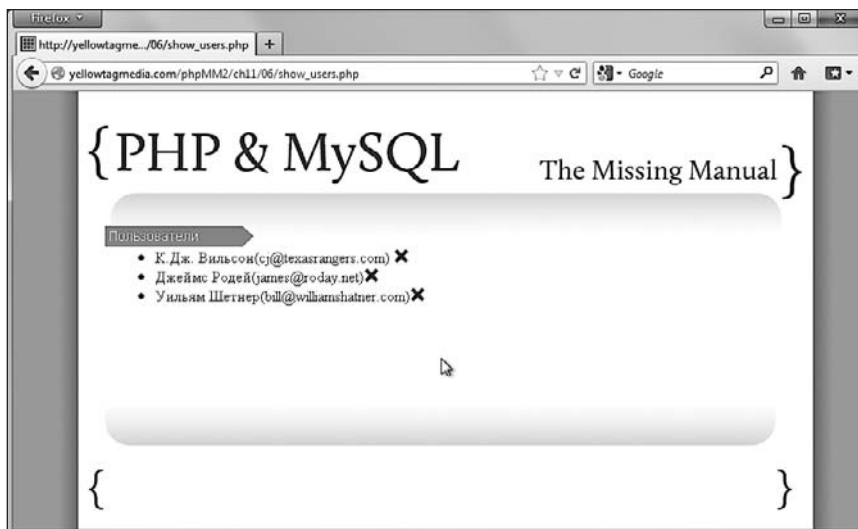 Firefox
http://yellowtagme.../06/show_users.php
yellowtagmedia.com/phpMM2/ch11/06/show_users.php
Google
{PHP & MySQL
The Missing Manual}
Пользователи
К.Дж. Вильсон(cj@texasrangers.com)
Джеймс Родей(james@roday.net)
Уильям Шетнер(bill@williamshatner.com)
{ }